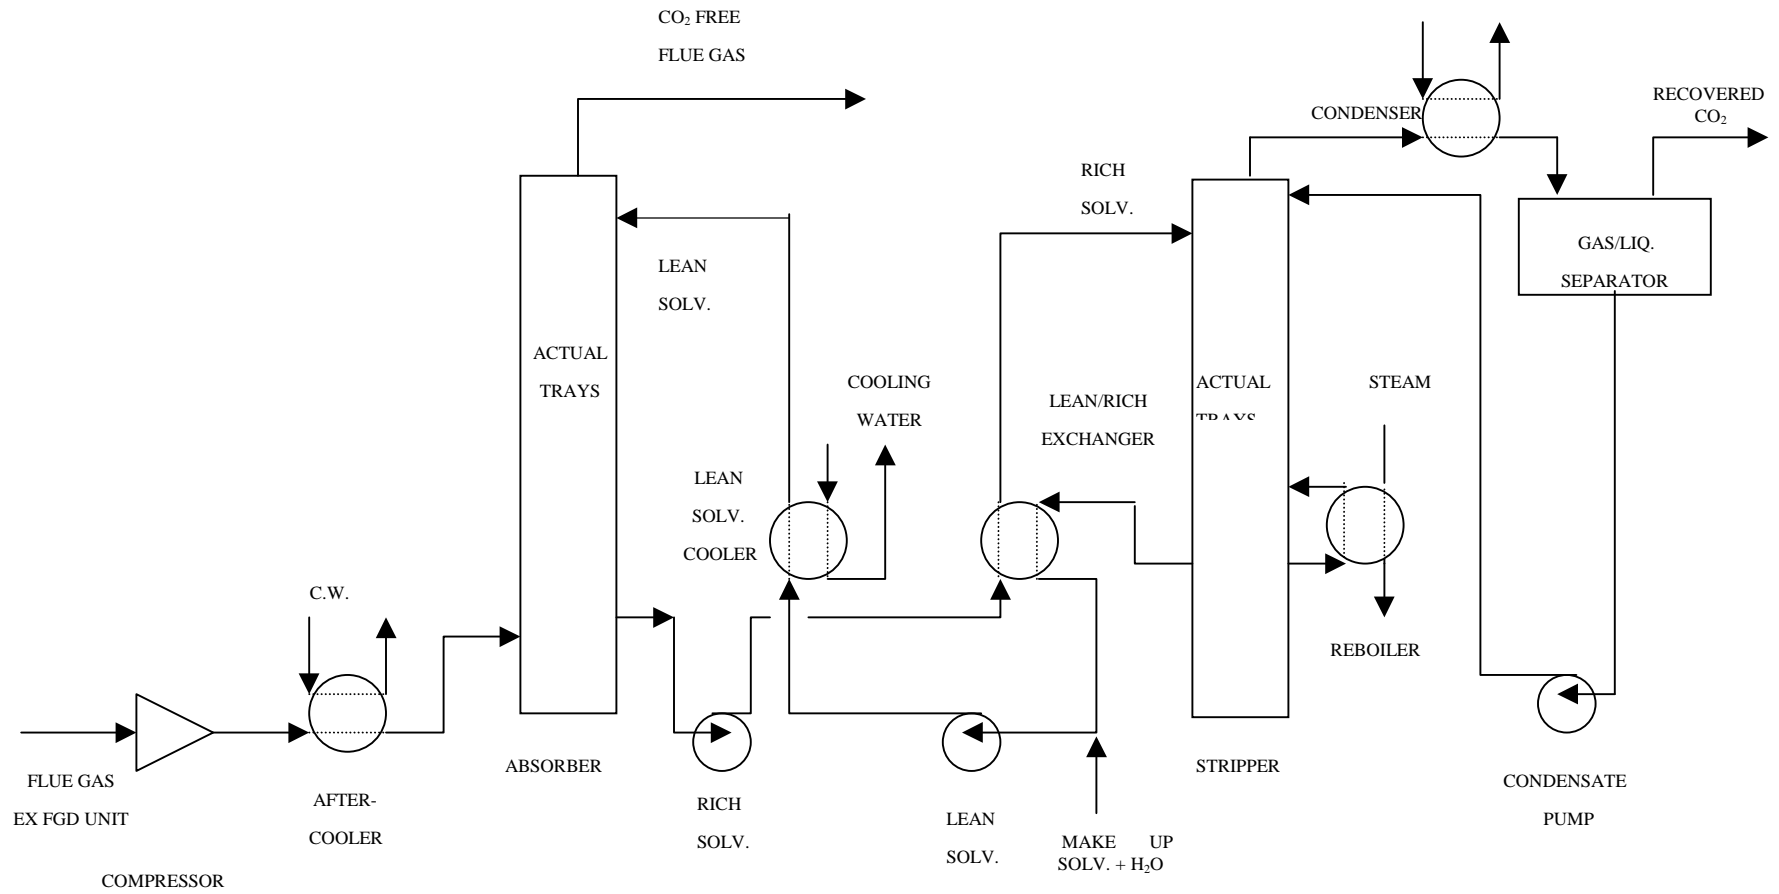 CO₂ FREE
FLUE GAS
CONDENSER
RECOVERED
CO₂
RICH
SOLV.
GAS/LIQ.
SEPARATOR
LEAN
SOLV.
ACTUAL
TRAYS
COOLING
WATER
LEAN/RICH
EXCHANGER
ACTUAL
TRAYS
STEAM
LEAN
SOLV.
COOLER
C.W.
REBOILER
FLUE GAS
EX FGD UNIT
AFTER-
COOLER
COMPRESSOR
ABSORBER
RICH
SOLV.
LEAN
SOLV.
MAKE UP
SOLV. + H₂O
STRIPPER
CONDENSATE
PUMP